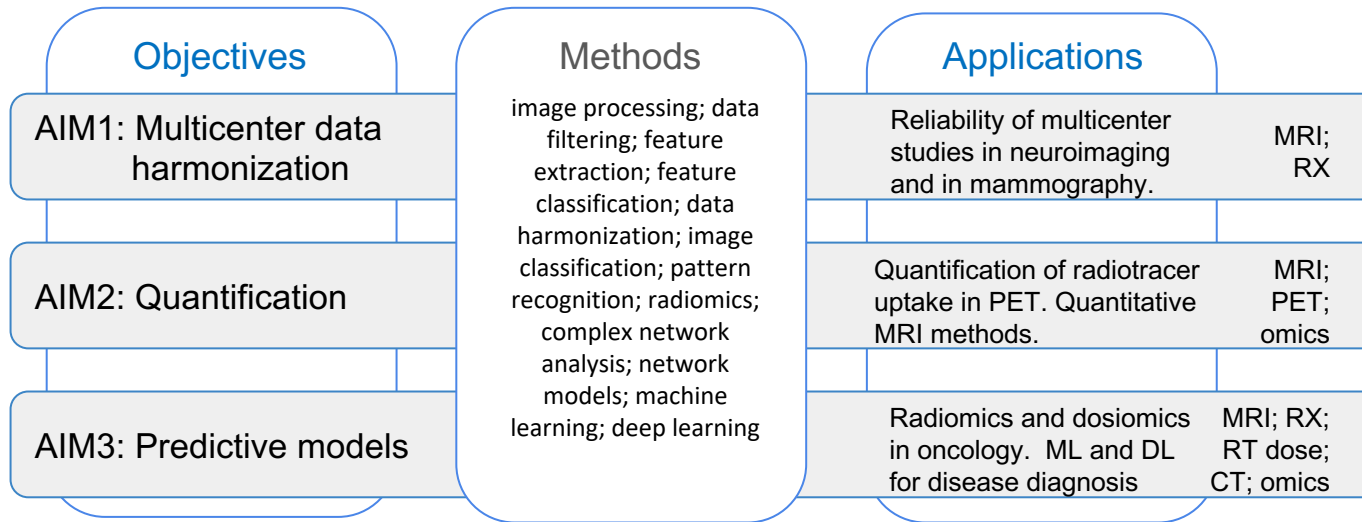 Objectives
Methods
Applications
AIM1: Multicenter data
harmonization
image processing; data
filtering; feature
extraction; feature
classification; data
harmonization; image
classification; pattern
recognition; radiomics;
complex network
analysis; network
models; machine
learning; deep learning
Reliability of multicenter
studies in neuroimaging
and in mammography.
MRI;
RX
AIM2: Quantification
Quantification of radiotracer
uptake in PET. Quantitative
MRI methods.
MRI;
PET;
omics
AIM3: Predictive models
Radiomics and dosiomics
in oncology. ML and DL
for disease diagnosis
MRI; RX;
RT dose;
CT; omics